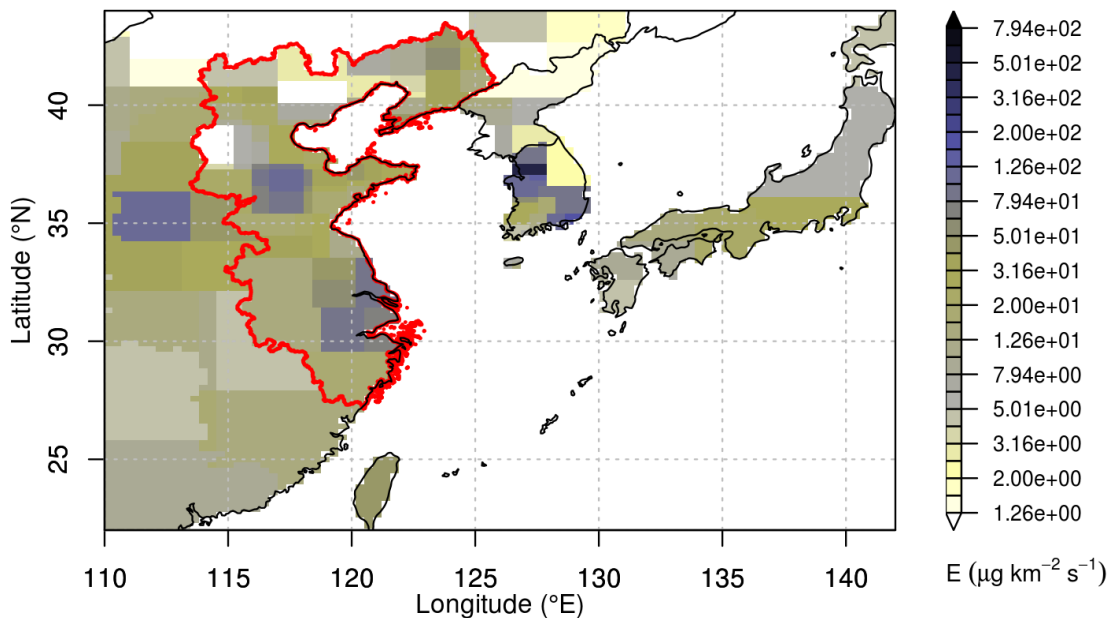 Latitude (°N)
40
35
30
25
110
115
120
125
130
135
140
Longitude (°E)
7.94e+02
5.01e+02
3.16e+02
2.00e+02
1.26e+02
7.94e+01
5.01e+01
3.16e+01
2.00e+01
1.26e+01
7.94e+00
5.01e+00
3.16e+00
2.00e+00
1.26e+00
E (μg km⁻² s⁻¹)